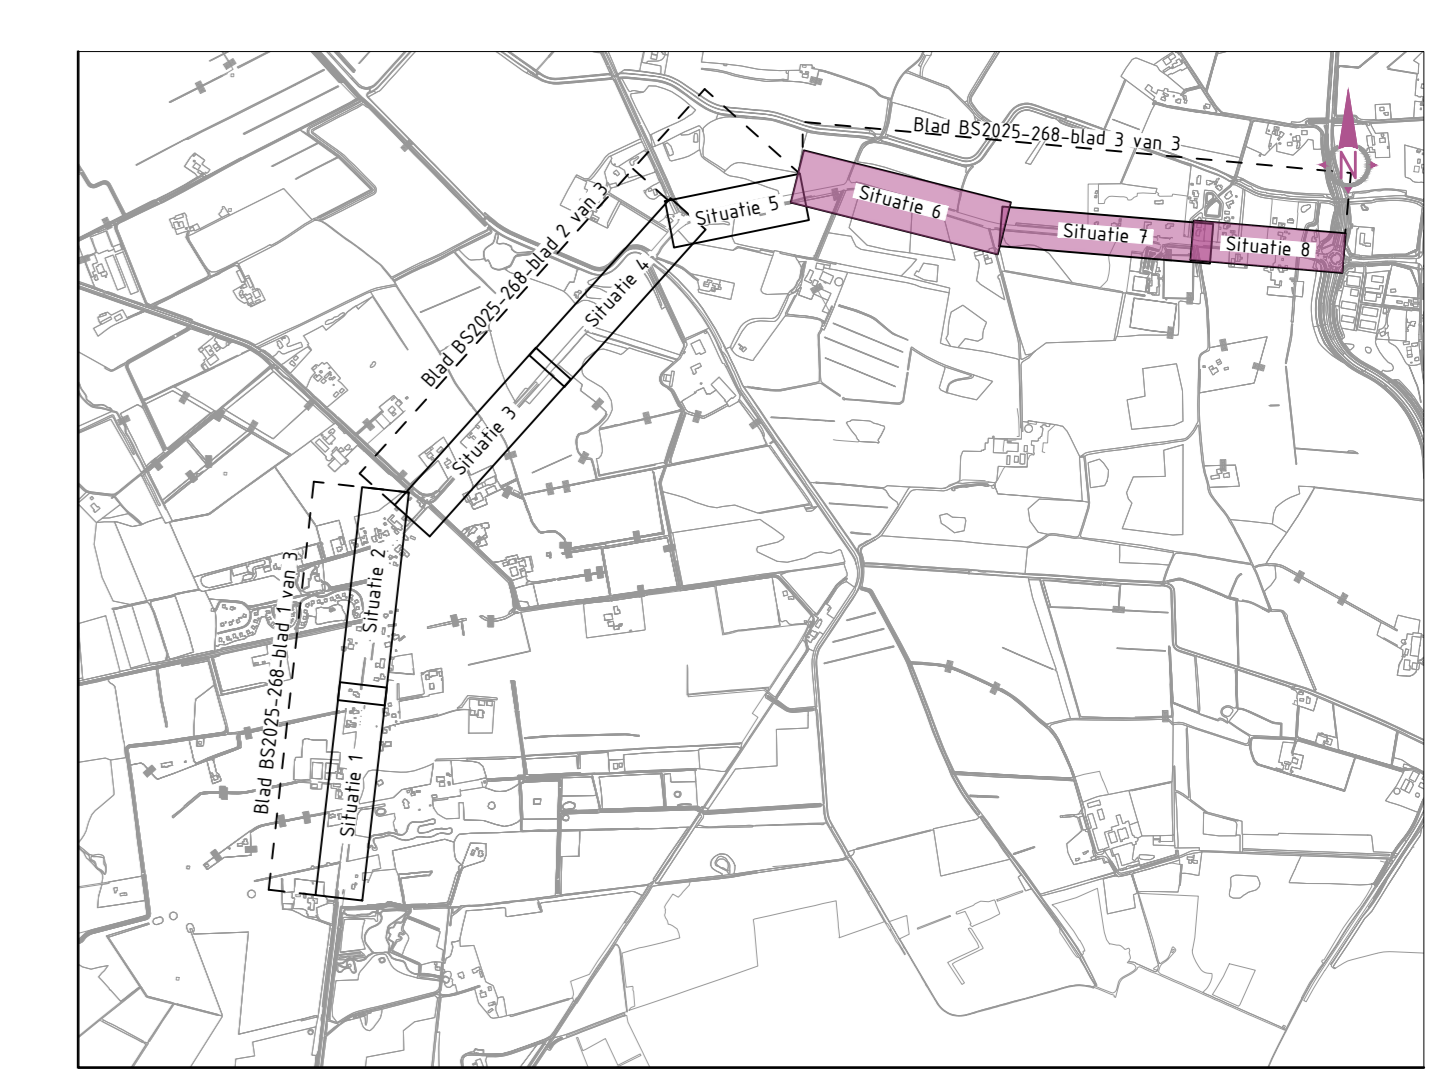 Blad BS2025-268-blad 3 van 3
N
Situatie 5
Situatie 6
Situatie 7
Situatie 8
Blad BS2025-268-blad 2 van 3
Situatie 4
Situatie 3
Blad BS2025-268-blad 1 van 3
Situatie 2
Situatie 1